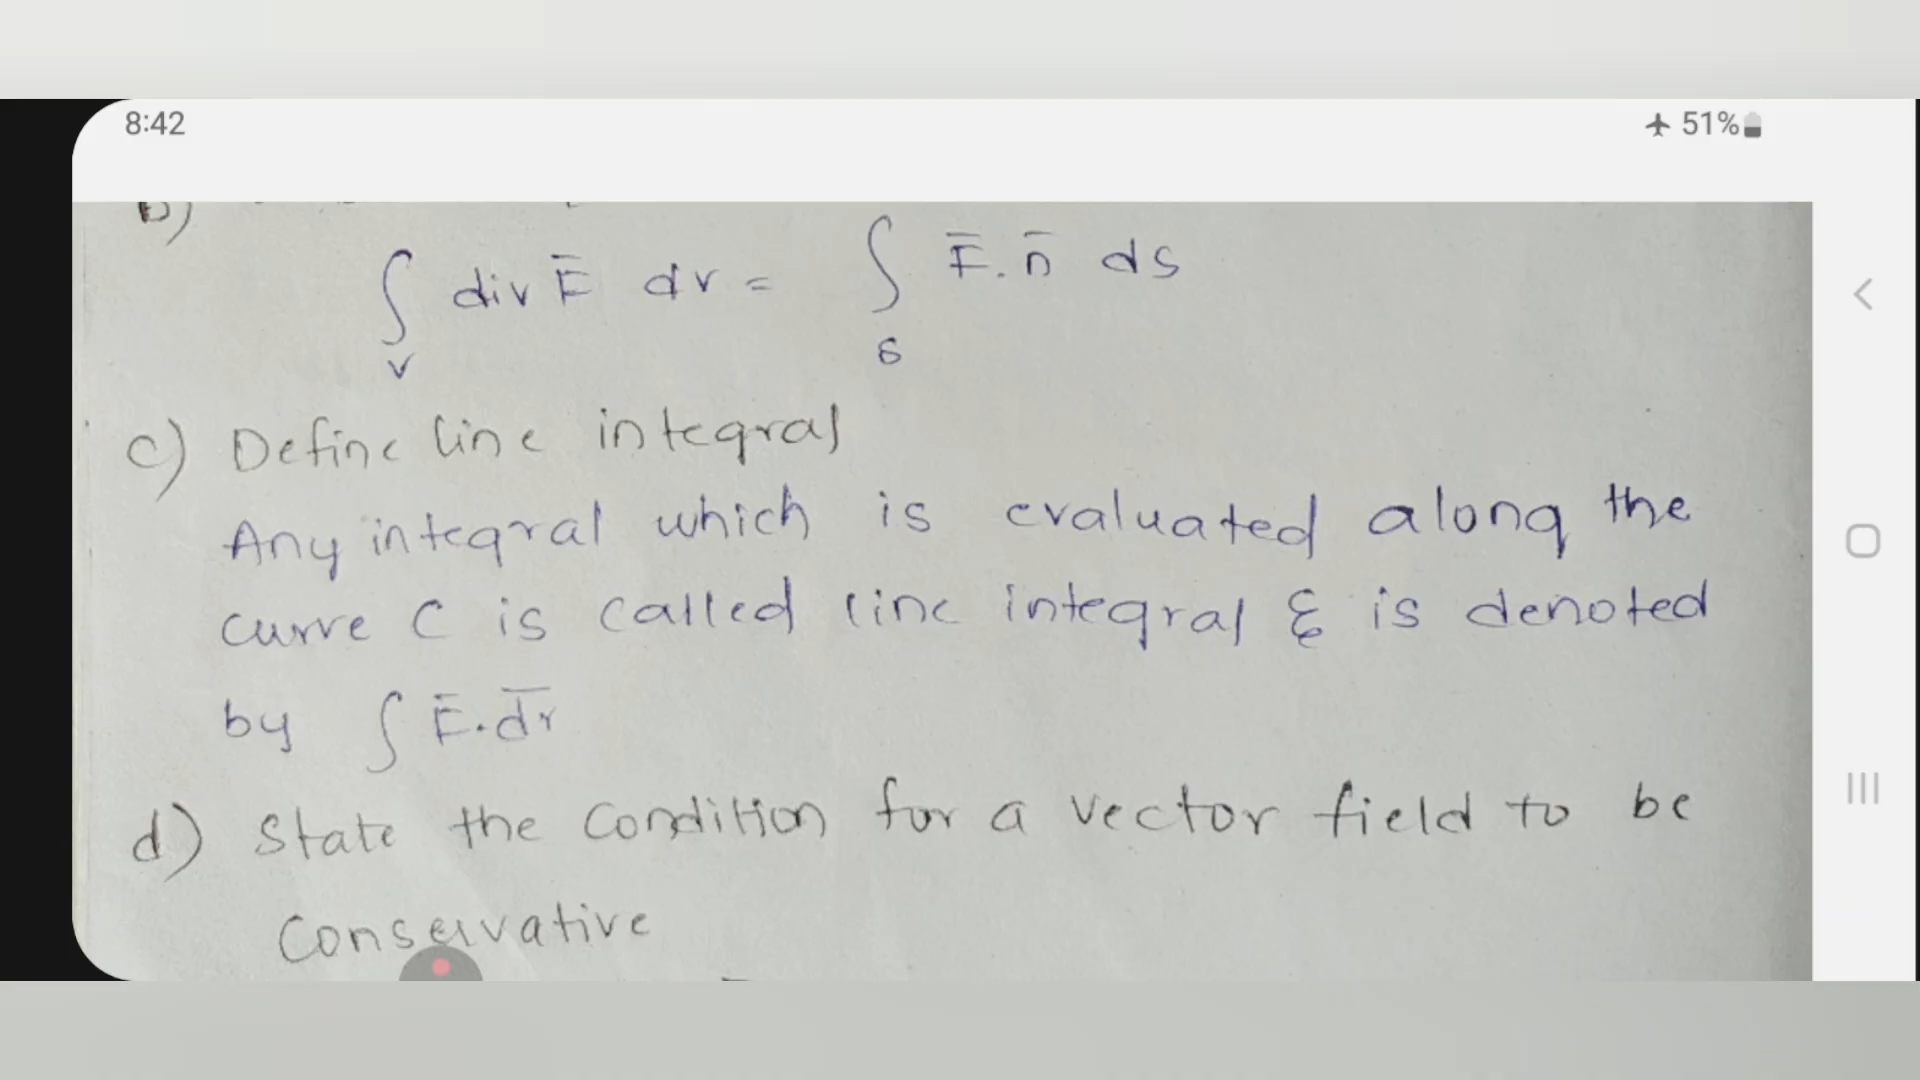 8:42
51%
b)
∫ div F̅ dv = ∫ F̅. n̅ ds
v s
c) Define line integral
Any integral which is evaluated along the
curve C is called line integral & is denoted
by ∫ F̅. d̅r̅
d) State the condition for a vector field to be
Conservative